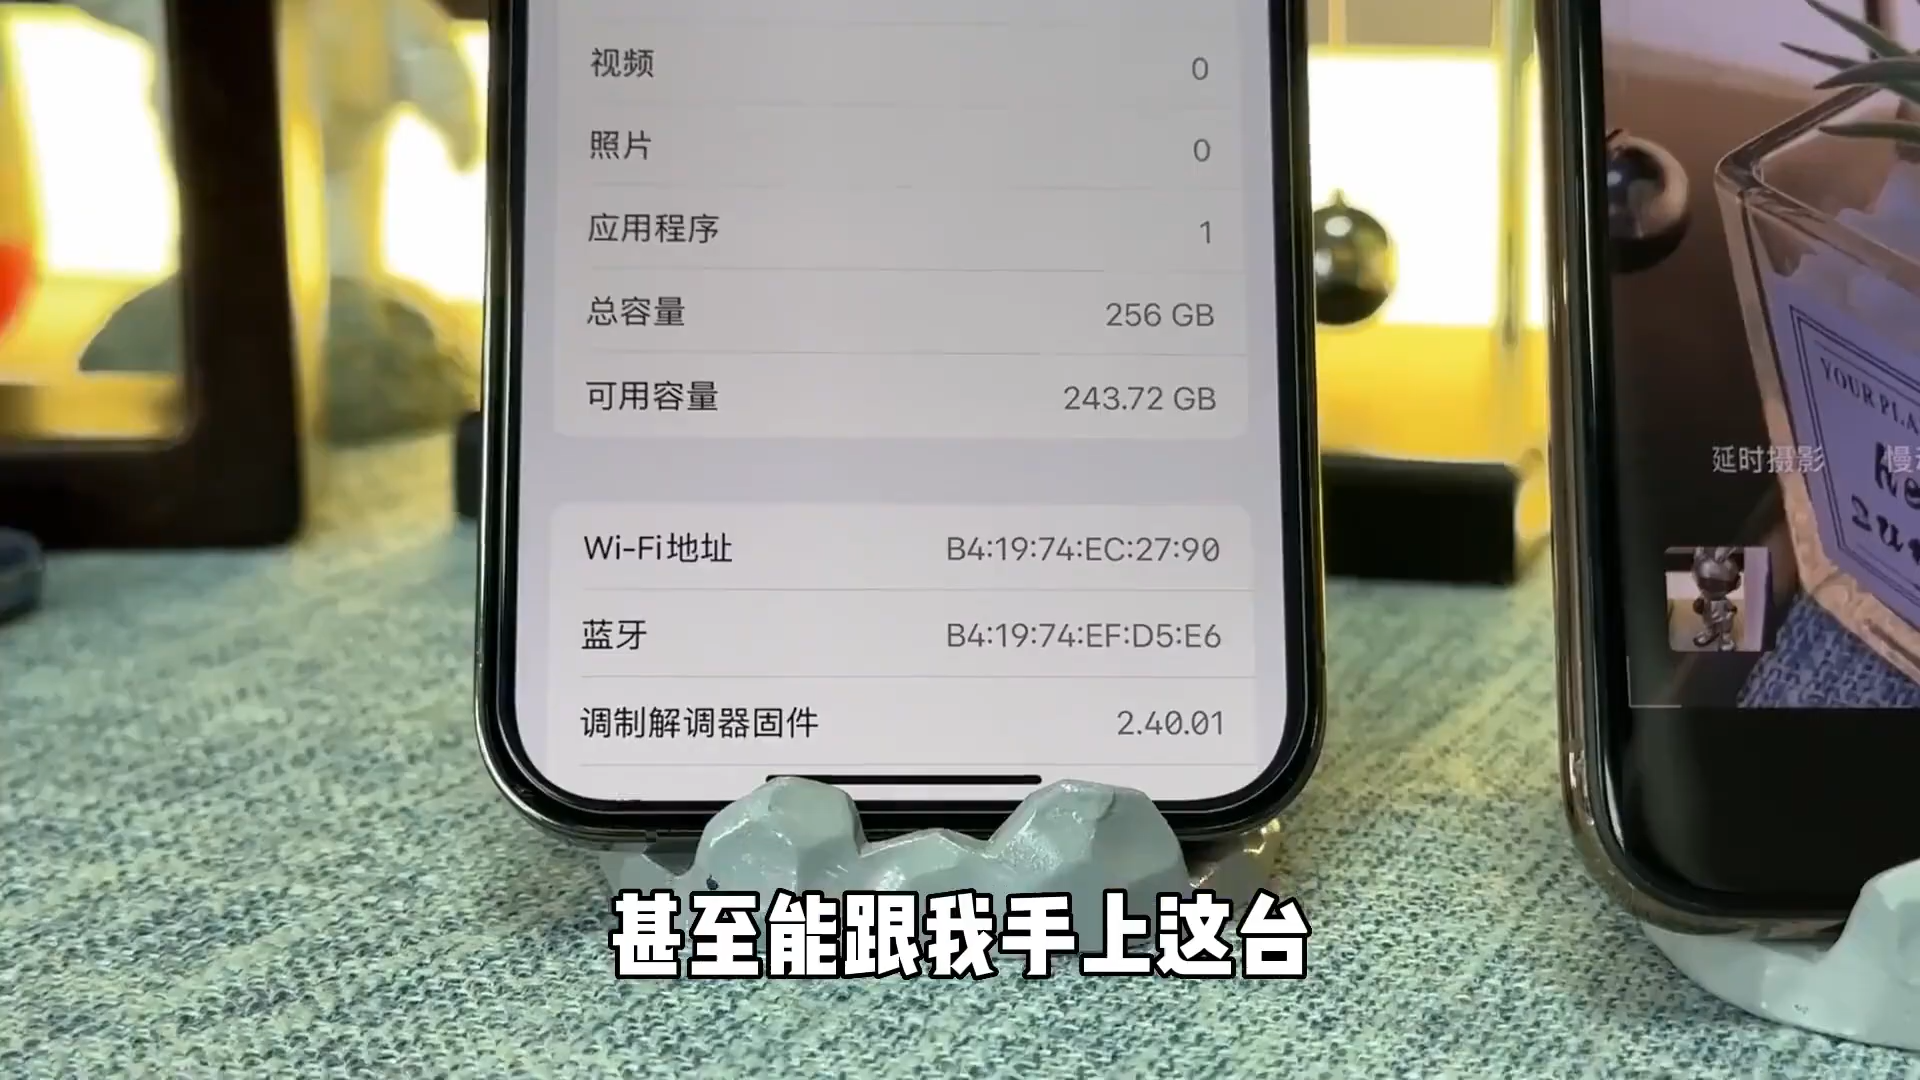 视频 0
照片 0
应用程序 1
总容量 256 GB
可用容量 243.72 GB
Wi-Fi地址 B4:19:74:EC:27:90
蓝牙 B4:19:74:EF:D5:E6
调制解调器固件 2.40.01
YOUR PLA
延时摄影 慢
甚至能跟我手上这台